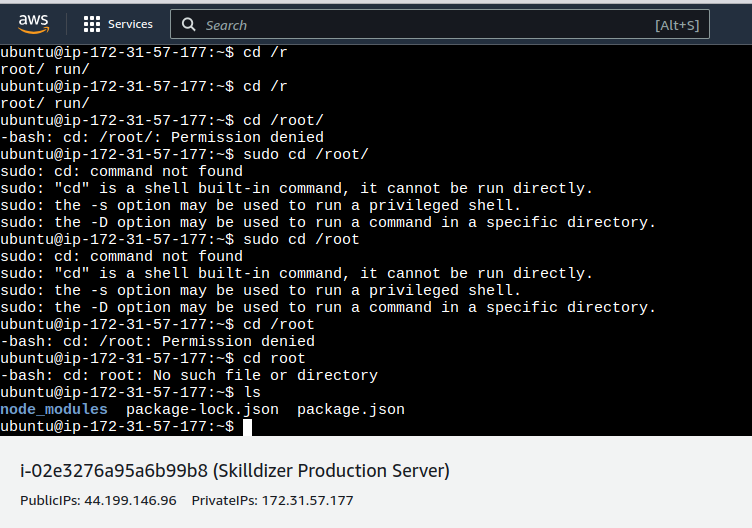 aws Services Search [Alt+S]
ubuntu@ip-172-31-57-177:~$ cd /r
root/ run/
ubuntu@ip-172-31-57-177:~$ cd /r
root/ run/
ubuntu@ip-172-31-57-177:~$ cd /root/
-bash: cd: /root/: Permission denied
ubuntu@ip-172-31-57-177:~$ sudo cd /root/
sudo: cd: command not found
sudo: "cd" is a shell built-in command, it cannot be run directly.
sudo: the -s option may be used to run a privileged shell.
sudo: the -D option may be used to run a command in a specific directory.
ubuntu@ip-172-31-57-177:~$ sudo cd /root
sudo: cd: command not found
sudo: "cd" is a shell built-in command, it cannot be run directly.
sudo: the -s option may be used to run a privileged shell.
sudo: the -D option may be used to run a command in a specific directory.
ubuntu@ip-172-31-57-177:~$ cd /root
-bash: cd: /root: Permission denied
ubuntu@ip-172-31-57-177:~$ cd root
-bash: cd: root: No such file or directory
ubuntu@ip-172-31-57-177:~$ ls
node_modules  package-lock.json  package.json
ubuntu@ip-172-31-57-177:~$
i-02e3276a95a6b99b8 (Skilldizer Production Server)
PublicIPs: 44.199.146.96 PrivateIPs: 172.31.57.177